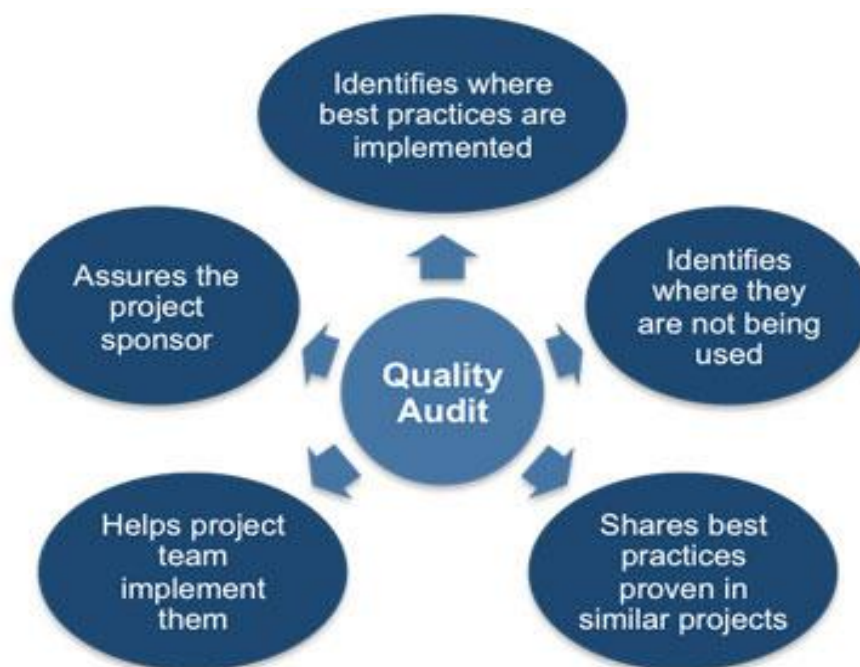 Identifies where
best practices are
implemented
Assures the
project
sponsor
Identifies
where they
are not being
used
Quality
Audit
Helps project
team
implement
them
Shares best
practices
proven in
similar projects